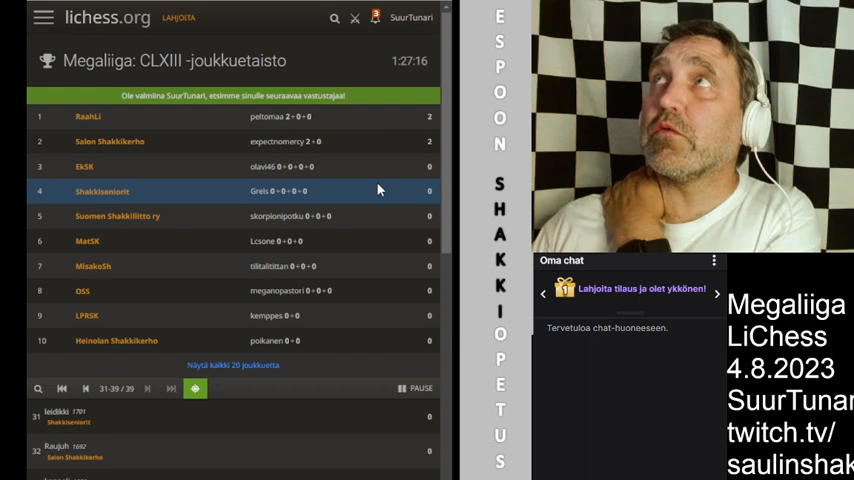 lichess.org LAHJOITA
3
SuurTunari
Megaliiga: CLXIII -joukkuetaisto 1:27:16
Ole valmiina SuurTunari, etsimme sinulle seuraavaa vastustajaa!
1 RaahLi peltomaa 2+0+0 2
2 Salon Shakkikerho expectnomercy 2+0 2
3 EkSK olavi46 0+0+0+0 0
4 Shakkiseniorit Greis 0+0+0+0 0
5 Suomen Shakkiliitto ry skorpionipotku 0+0+0 0
6 MatSK Lcsone 0+0+0 0
7 MisakoSh tilitalitittan 0+0+0 0
8 OSS meganopastori 0+0+0 0
9 LPRSK kemppes 0+0 0
10 Heinolan Shakkikerho poikanen 0+0 0
Näytä kaikki 20 joukkuetta
31-39 / 39 PAUSE
31 leidikki 1701 0
Shakkiseniorit
32 Raujuh 1692 0
Salon Shakkikerho
ESPOON
SHAKKI
OPETUS
Oma chat
1 Lahjoita tilaus ja olet ykkönen!
Tervetuloa chat-huoneeseen.
Megaliiga
LiChess
4.8.2023
SuurTunar
twitch.tv/
saulinshak